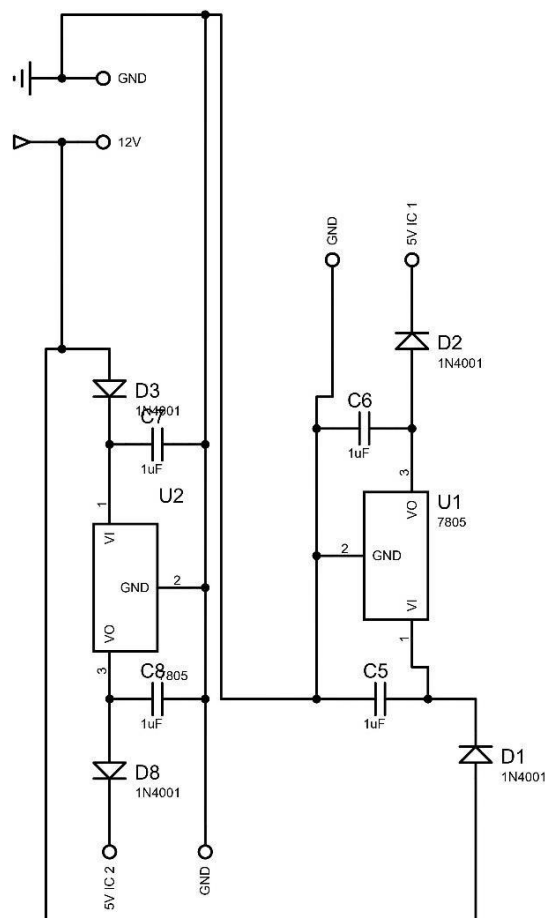 GND
12V
GND
5V IC 1
D2
1N4001
D3
1N4001
C7
1uF
C6
1uF
3
1
U2
VI
VO
U1
7805
GND
2
2
GND
VO
VI
3
1
C8
7805
1uF
C5
1uF
D8
1N4001
D1
1N4001
5V IC 2
GND